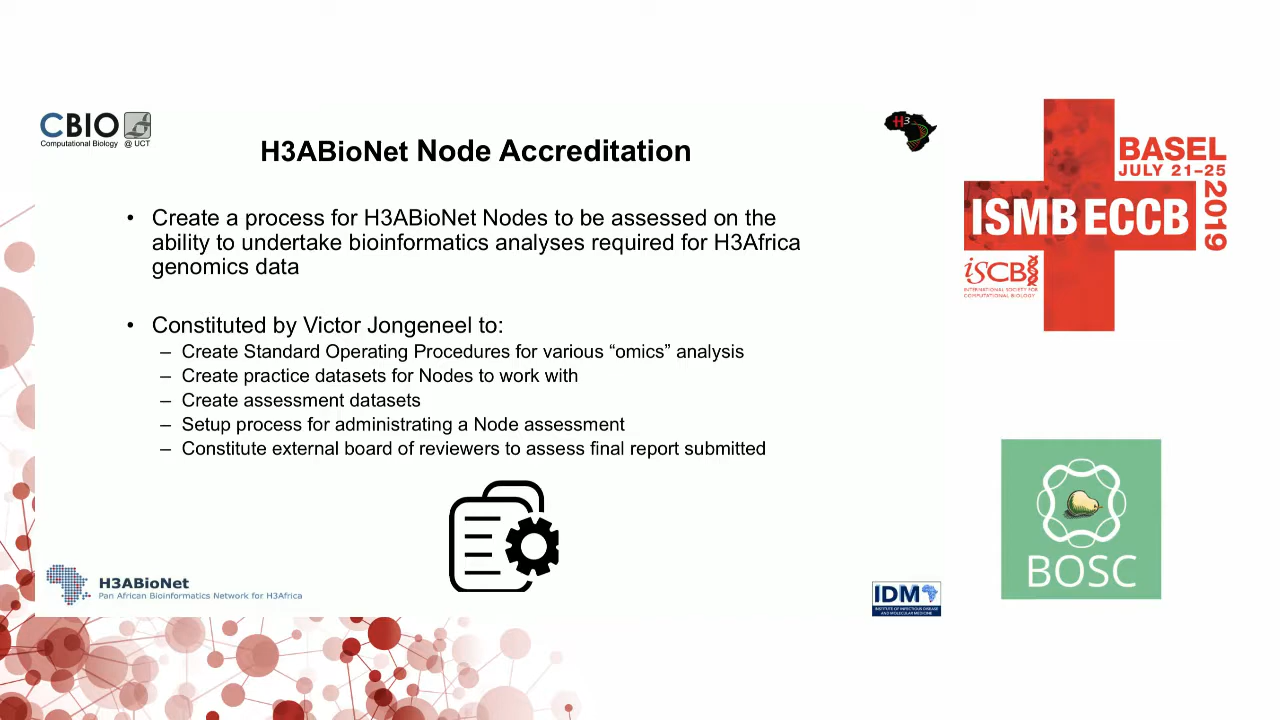 CBIO
Computational Biology @ UCT
H3ABioNet Node Accreditation
H3
• Create a process for H3ABioNet Nodes to be assessed on the
ability to undertake bioinformatics analyses required for H3Africa
genomics data
• Constituted by Victor Jongeneel to:
– Create Standard Operating Procedures for various “omics” analysis
– Create practice datasets for Nodes to work with
– Create assessment datasets
– Setup process for administrating a Node assessment
– Constitute external board of reviewers to assess final report submitted
H3ABioNet
Pan African Bioinformatics Network for H3Africa
IDM
INSTITUTE OF INFECTIOUS DISEASE
AND MOLECULAR MEDICINE
BASEL
JULY 21–25
2019
ISMB ECCB
iSCB
INTERNATIONAL SOCIETY FOR
COMPUTATIONAL BIOLOGY
BOSC